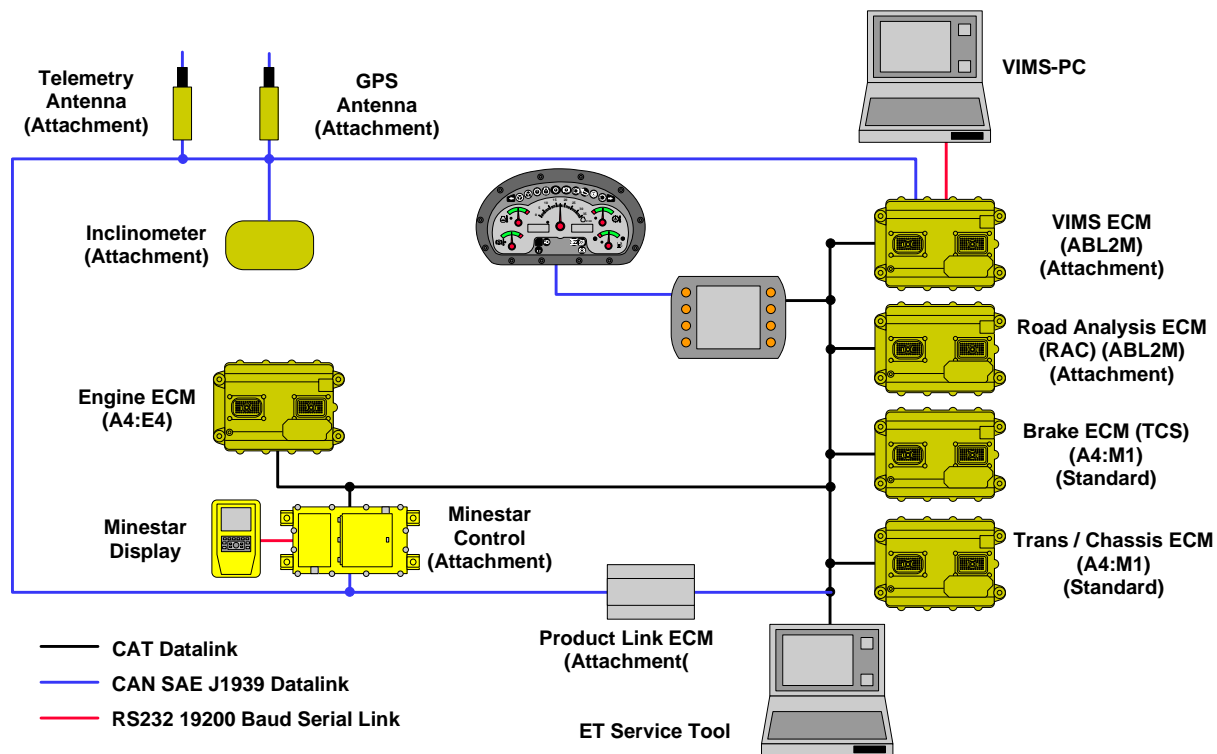 Telemetry
Antenna
(Attachment)
GPS
Antenna
(Attachment)
VIMS-PC
Inclinometer
(Attachment)
VIMS ECM
(ABL2M)
(Attachment)
Road Analysis ECM
(RAC) (ABL2M)
(Attachment)
Engine ECM
(A4:E4)
Brake ECM (TCS)
(A4:M1)
(Standard)
Minestar
Display
Minestar
Control
(Attachment)
Trans / Chassis ECM
(A4:M1)
(Standard)
Product Link ECM
(Attachment(
CAT Datalink
CAN SAE J1939 Datalink
RS232 19200 Baud Serial Link
ET Service Tool